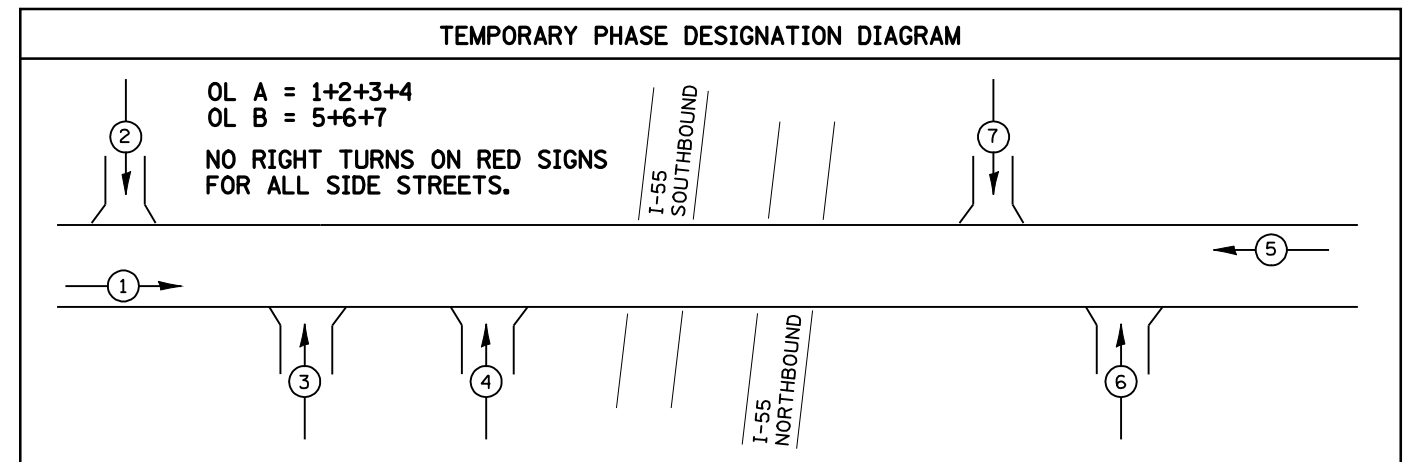 TEMPORARY PHASE DESIGNATION DIAGRAM
OL A = 1+2+3+4
OL B = 5+6+7
NO RIGHT TURNS ON RED SIGNS
FOR ALL SIDE STREETS.
2
I-55
SOUTHBOUND
7
5
1
3
4
I-55
NORTHBOUND
6